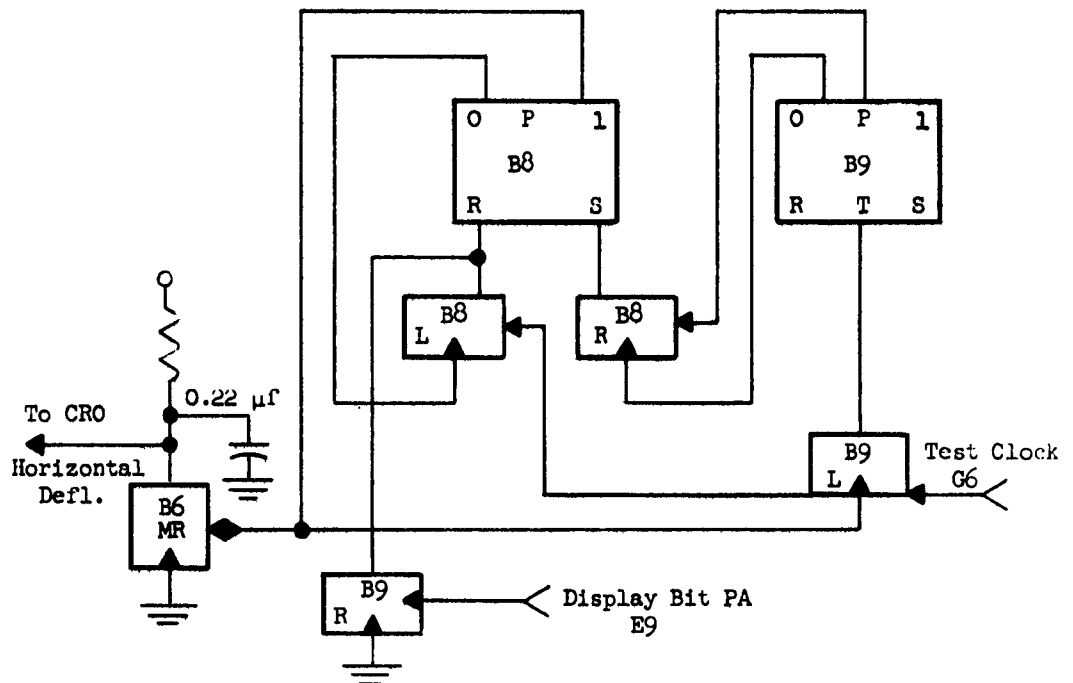 0 P 1
B8
R S
0 P 1
B9
R T S
B8
L
B8
R
0.22 µf
To CRO
Horizontal
Defl.
B9
L
Test Clock
G6
B6
MR
B9
R
Display Bit PA
E9